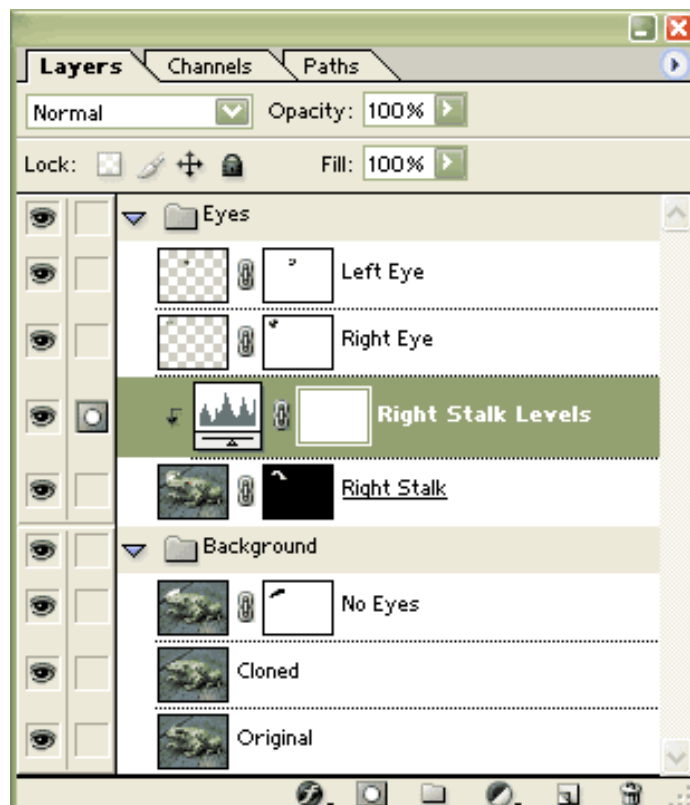 Layers Channels Paths
Normal Opacity: 100%
Lock: Fill: 100%
Eyes
Left Eye
Right Eye
Right Stalk Levels
Right Stalk
Background
No Eyes
Cloned
Original